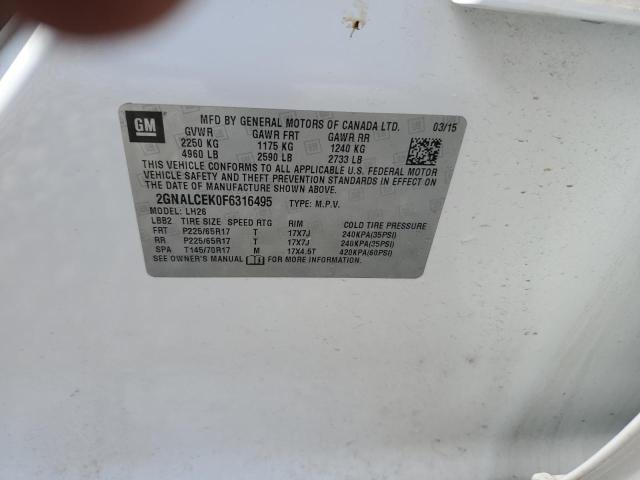 GM
MFD BY GENERAL MOTORS OF CANADA LTD. 03/15
GVWR GAWR FRT GAWR RR
2250 KG 1175 KG 1240 KG
4960 LB 2590 LB 2733 LB
THIS VEHICLE CONFORMS TO ALL APPLICABLE U.S. FEDERAL MOTOR
VEHICLE SAFETY AND THEFT PREVENTION STANDARDS IN EFFECT ON
THE DATE OF MANUFACTURE SHOWN ABOVE.
2GNALCEK0F6316495 TYPE: M.P.V.
MODEL: LH26
LBB2 TIRE SIZE SPEED RTG RIM COLD TIRE PRESSURE
FRT P225/65R17 T 17X7J 240KPA(35PSI)
RR P225/65R17 T 17X7J 240KPA(35PSI)
SPA T145/70R17 M 17X4.5T 420KPA(60PSI)
SEE OWNER'S MANUAL FOR MORE INFORMATION.